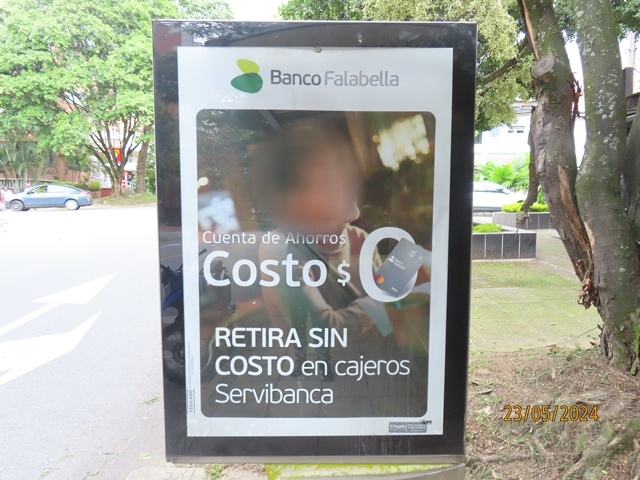 Banco Falabella
Cuenta de Ahorros
Costo $0
RETIRA SIN
COSTO en cajeros
Servibanca
23/05/2024